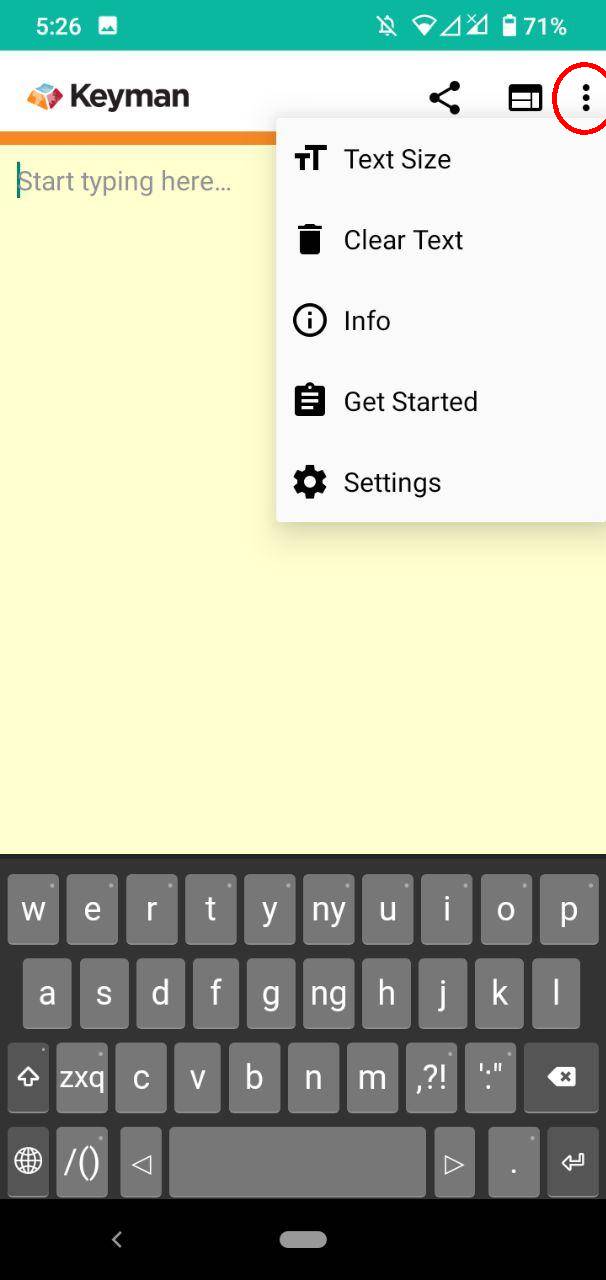 5:26 71%
Keyman
Start typing here...
Text Size
Clear Text
Info
Get Started
Settings
w e r t y ny u i o p
a s d f g ng h j k l
zxq c v b n m ,?! ':"
/() .